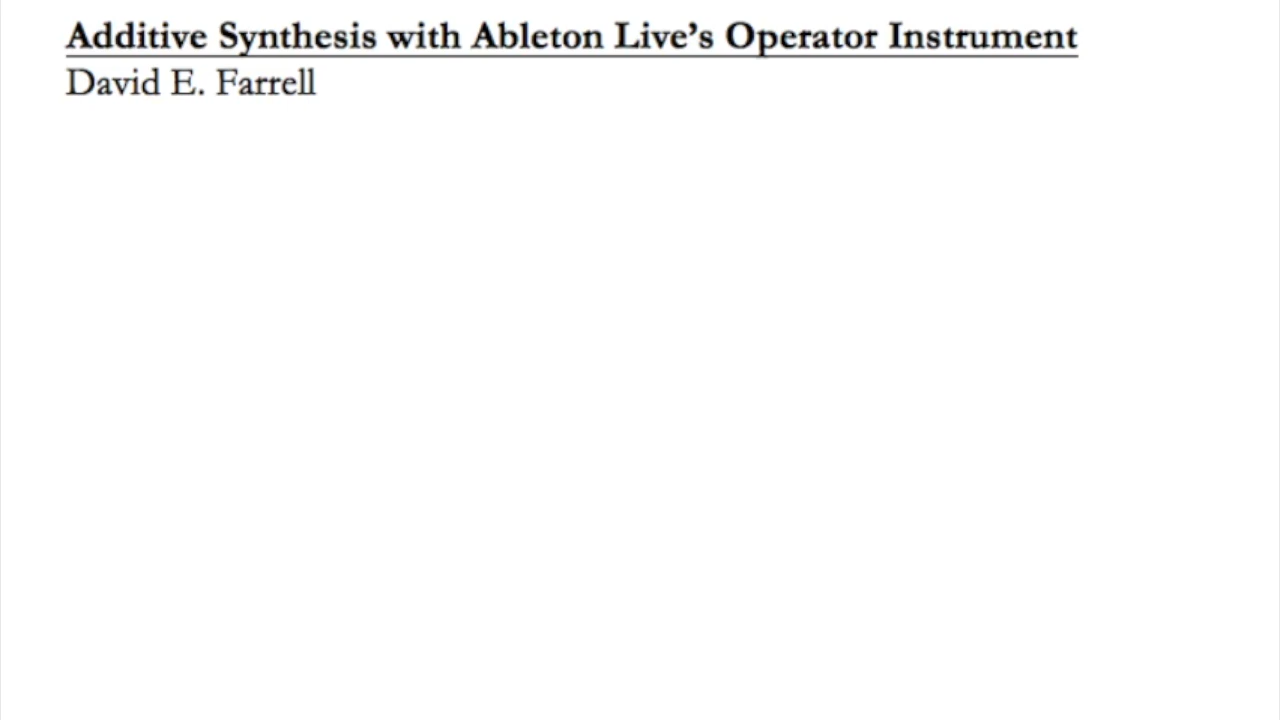 Additive Synthesis with Ableton Live’s Operator Instrument
David E. Farrell